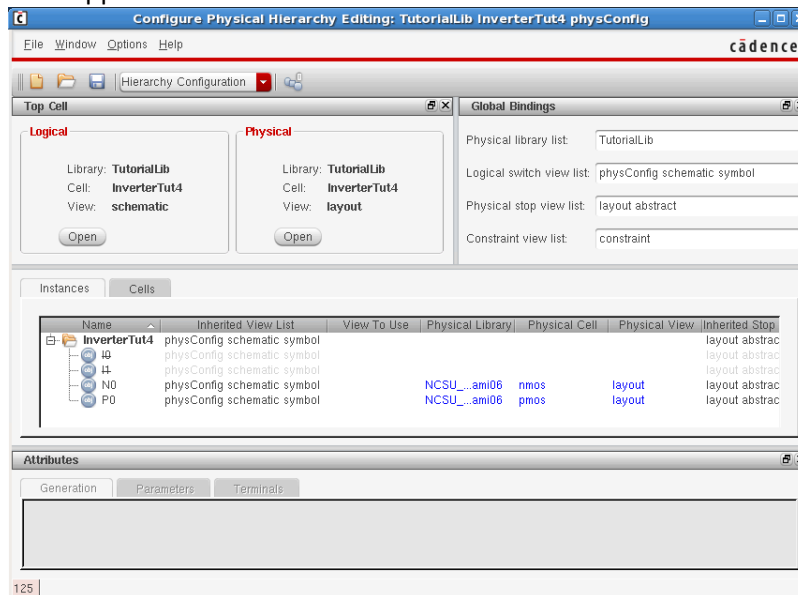 Configure Physical Hierarchy Editing: TutorialLib InverterTut4 physConfig
File Window Options Help
cādence
Hierarchy Configuration
Top Cell
Global Bindings
Logical
Physical
Library: TutorialLib
Cell: InverterTut4
View: schematic
Open
Library: TutorialLib
Cell: InverterTut4
View: layout
Open
Physical library list: TutorialLib
Logical switch view list: physConfig schematic symbol
Physical stop view list: layout abstract
Constraint view list: constraint
Instances Cells
Name Inherited View List View To Use Physical Library Physical Cell Physical View Inherited Stop
InverterTut4 physConfig schematic symbol layout abstrac
I0 physConfig schematic symbol layout abstrac
I1 physConfig schematic symbol layout abstrac
N0 physConfig schematic symbol NCSU_...ami06 nmos layout layout abstrac
P0 physConfig schematic symbol NCSU_...ami06 pmos layout layout abstrac
Attributes
Generation Parameters Terminals
125